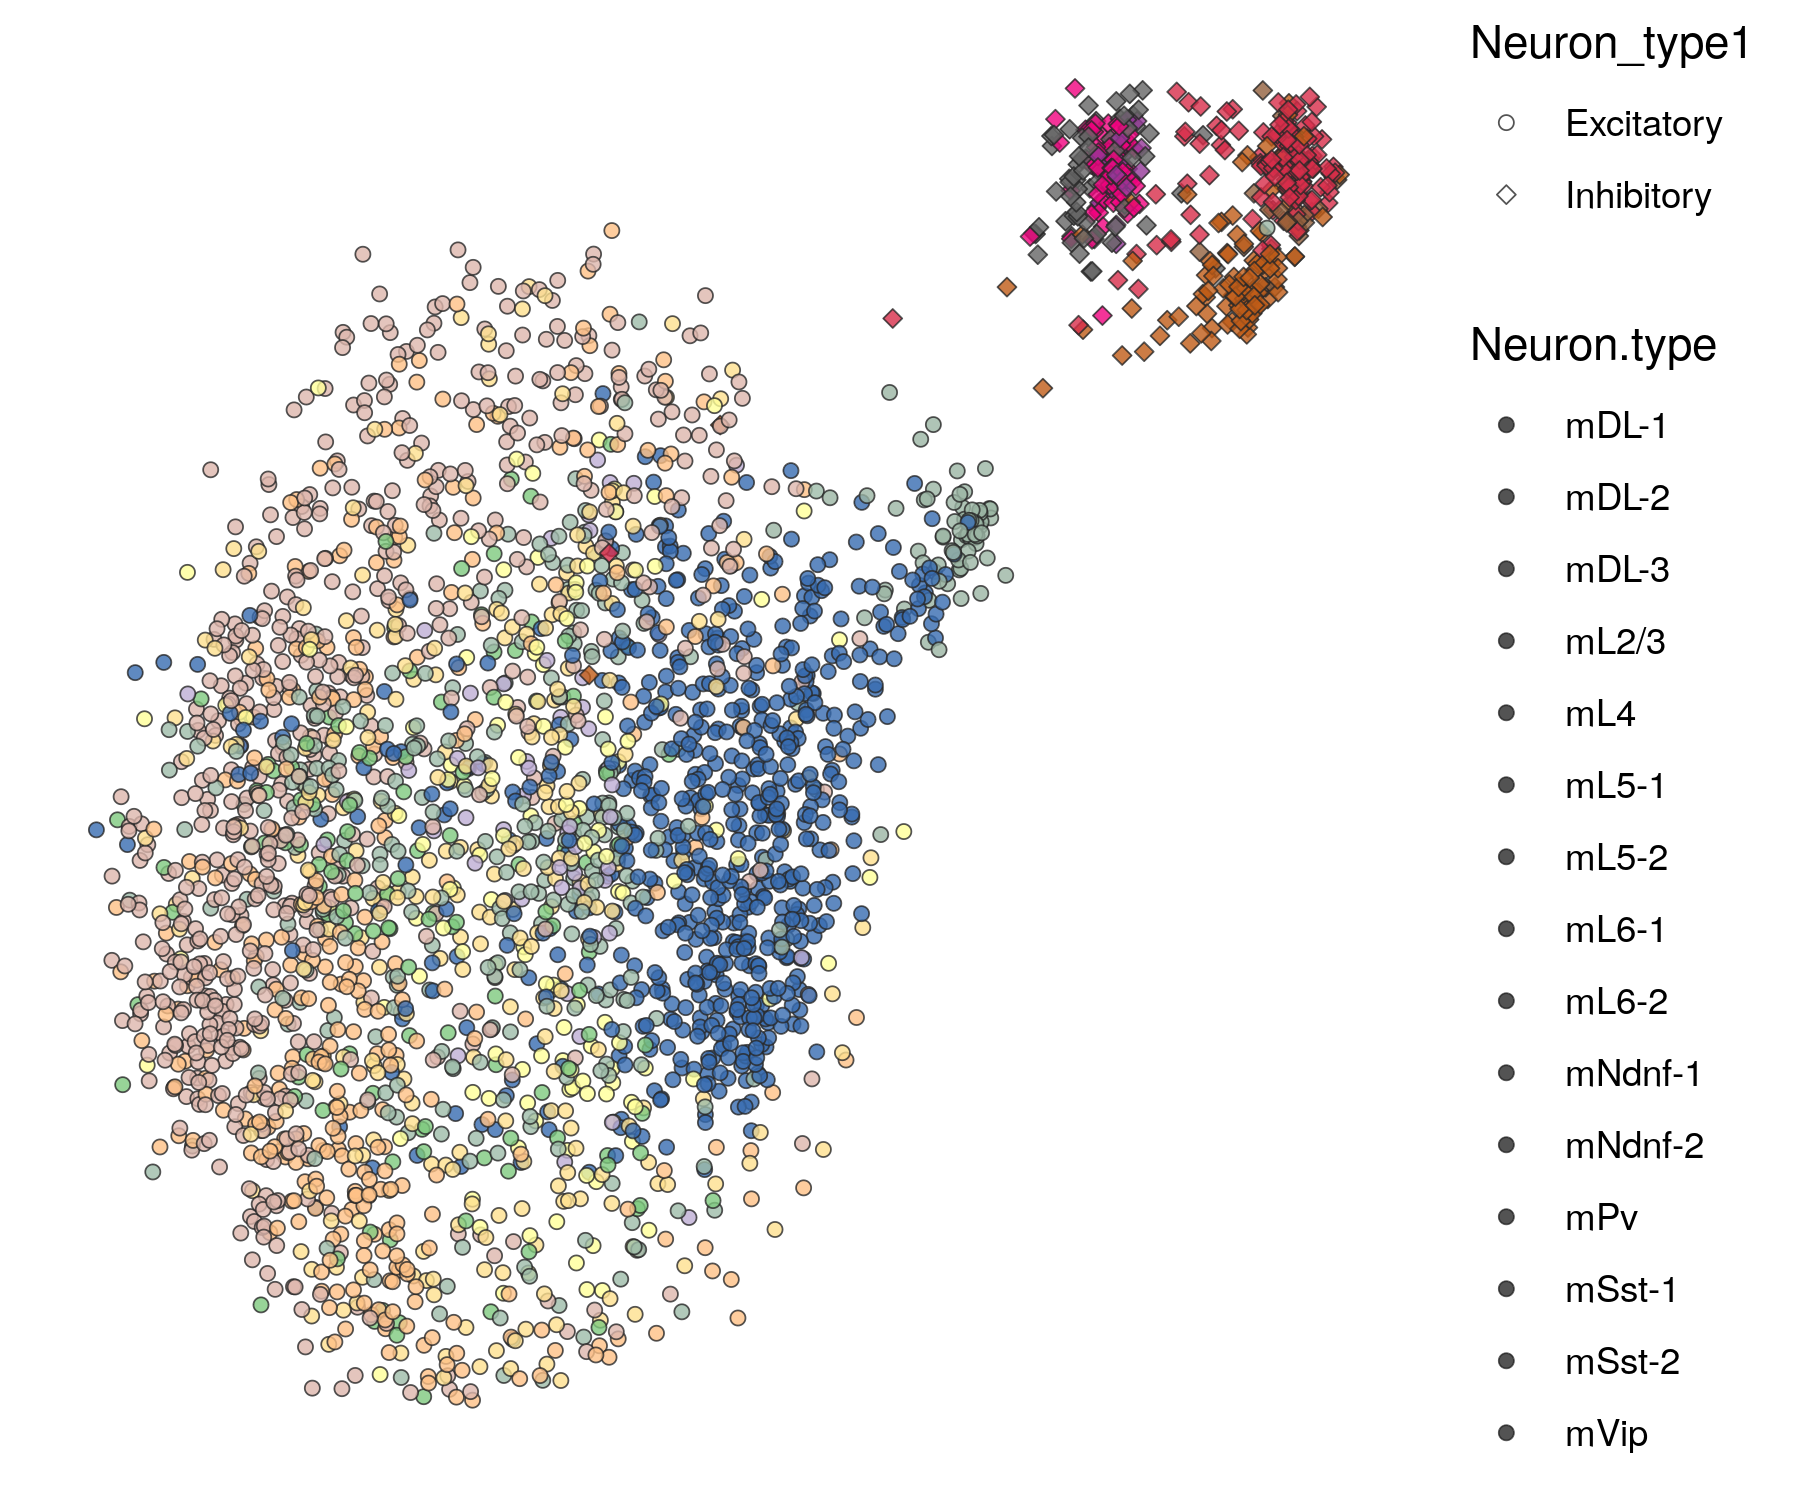 Neuron_type1
Excitatory
Inhibitory
Neuron.type
mDL-1
mDL-2
mDL-3
mL2/3
mL4
mL5-1
mL5-2
mL6-1
mL6-2
mNdnf-1
mNdnf-2
mPv
mSst-1
mSst-2
mVip